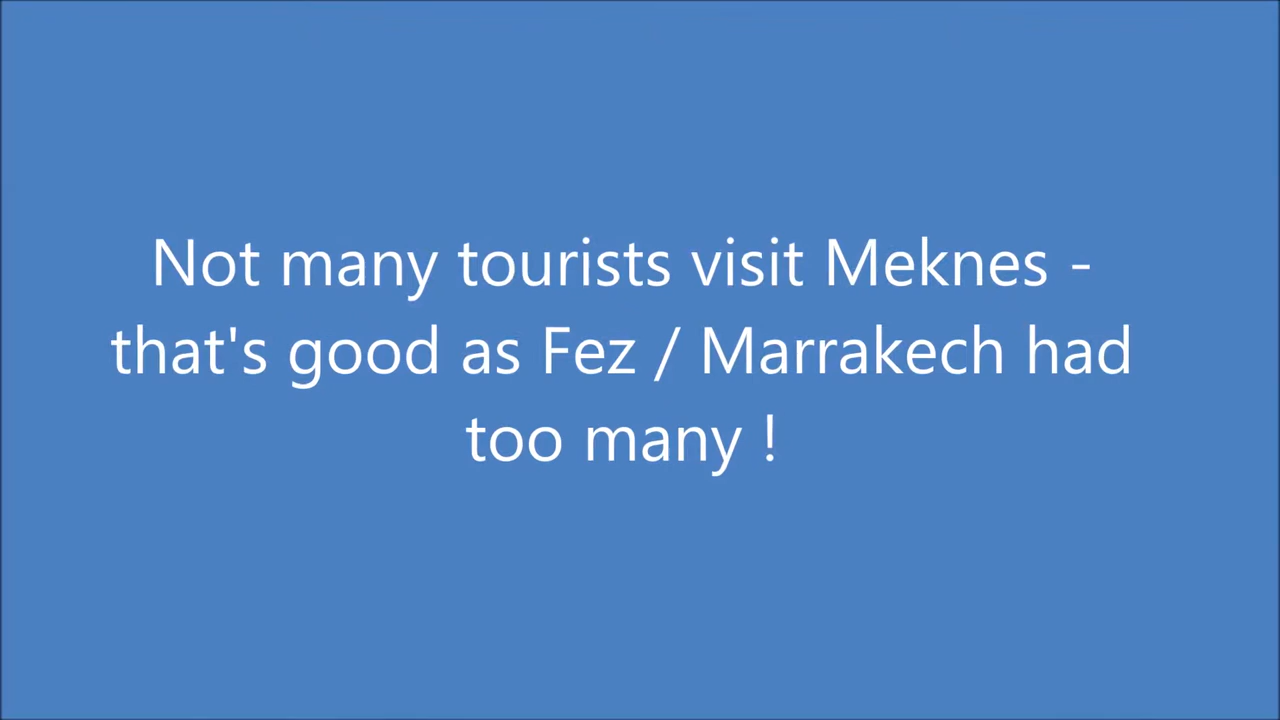 Not many tourists visit Meknes -
that's good as Fez / Marrakech had
too many !